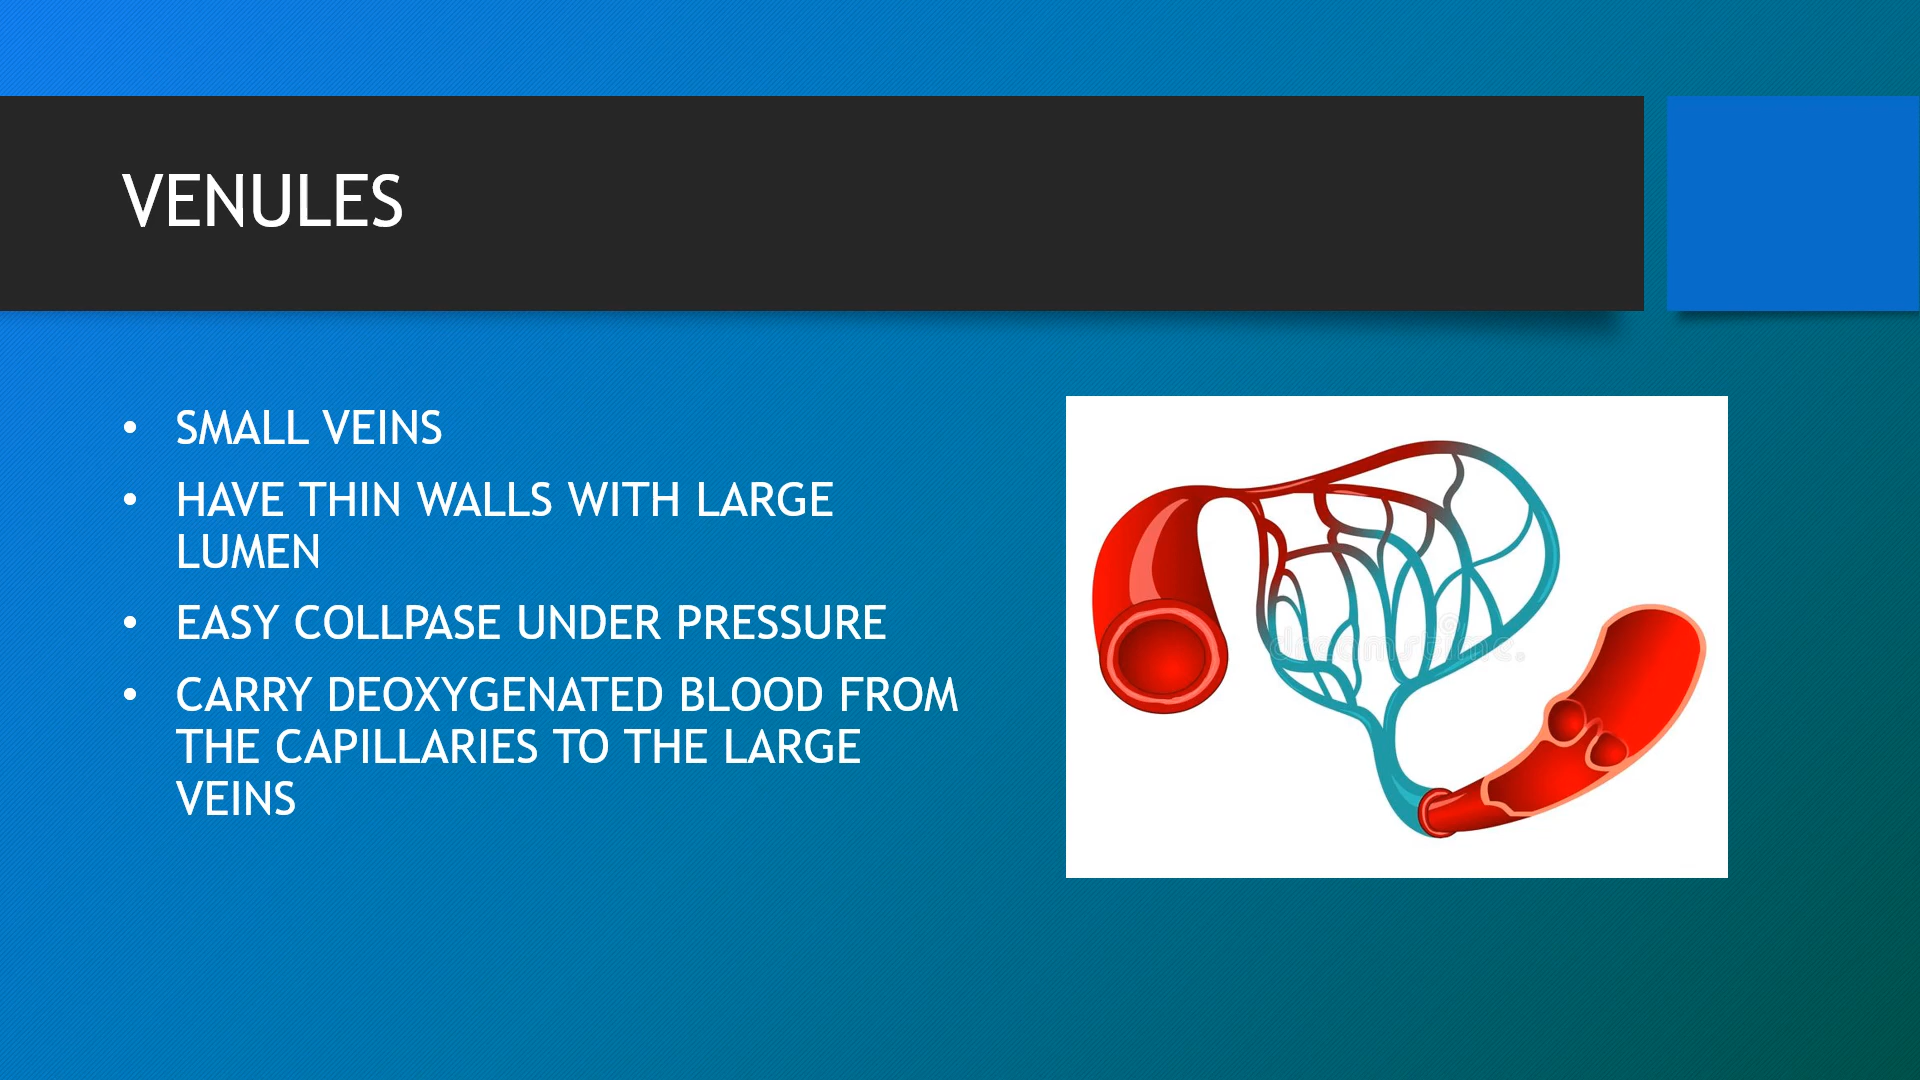 VENULES
• SMALL VEINS
• HAVE THIN WALLS WITH LARGE
LUMEN
• EASY COLLPASE UNDER PRESSURE
• CARRY DEOXYGENATED BLOOD FROM
THE CAPILLARIES TO THE LARGE
VEINS
dreamstime.